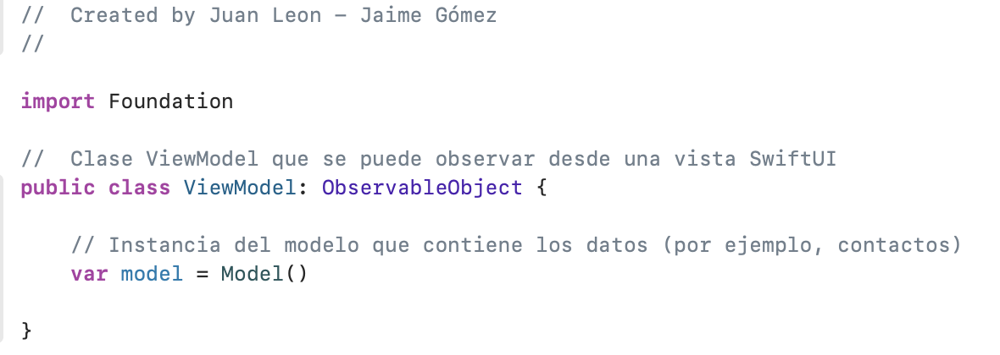 //  Created by Juan Leon – Jaime Gómez
//
import Foundation
//  Clase ViewModel que se puede observar desde una vista SwiftUI
public class ViewModel: ObservableObject {
// Instancia del modelo que contiene los datos (por ejemplo, contactos)
var model = Model()
}